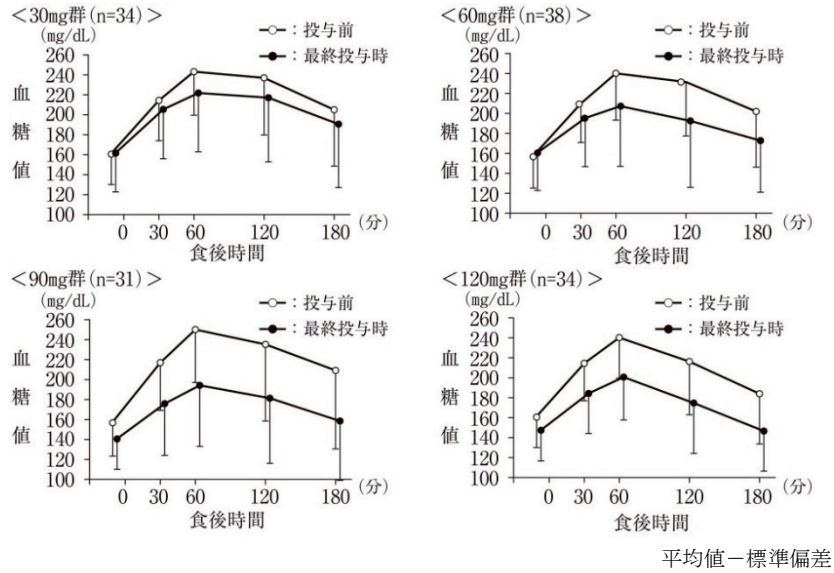 ＜30mg群(n=34)＞
(mg/dL)
─○─：投与前
─●─：最終投与時
260
240
220
200
180
160
140
120
100
血糖値
0 30 60 120 180 (分)
食後時間
＜60mg群(n=38)＞
(mg/dL)
─○─：投与前
─●─：最終投与時
260
240
220
200
180
160
140
120
100
血糖値
0 30 60 120 180 (分)
食後時間
＜90mg群(n=31)＞
(mg/dL)
─○─：投与前
─●─：最終投与時
260
240
220
200
180
160
140
120
100
血糖値
0 30 60 120 180 (分)
食後時間
＜120mg群(n=34)＞
(mg/dL)
─○─：投与前
─●─：最終投与時
260
240
220
200
180
160
140
120
100
血糖値
0 30 60 120 180 (分)
食後時間
平均値－標準偏差